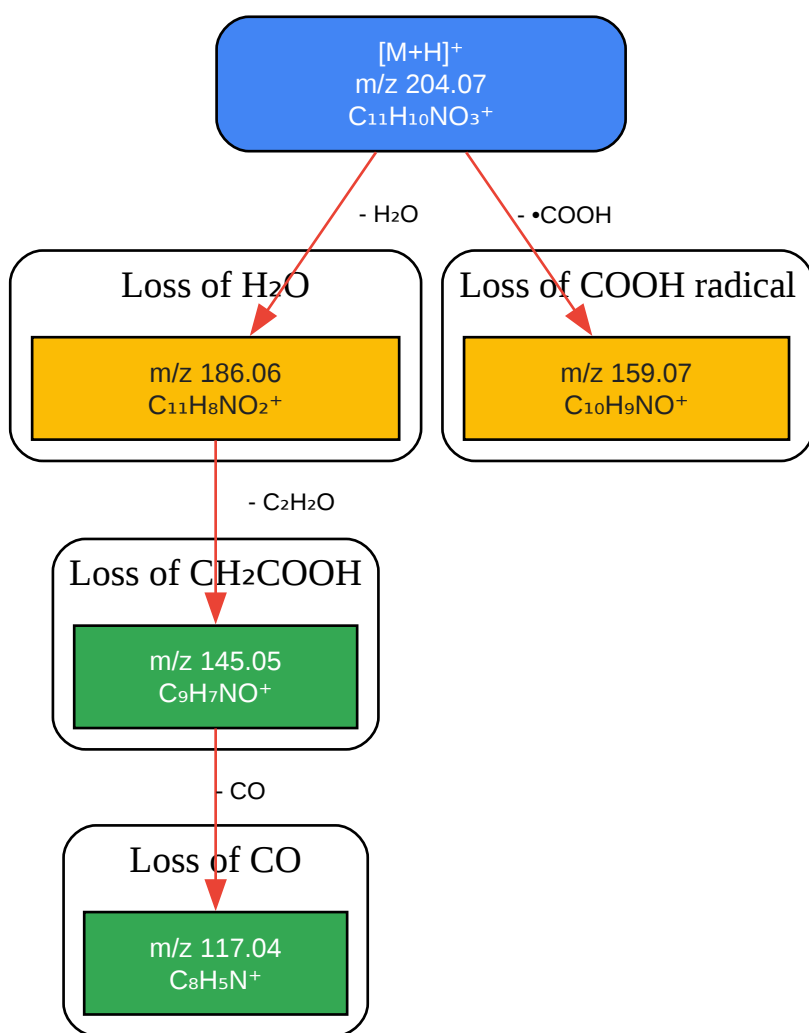 [M+H]⁺
m/z 204.07
C₁₁H₁₀NO₃⁺
- H₂O
- •COOH
Loss of H₂O
Loss of COOH radical
m/z 186.06
C₁₁H₈NO₂⁺
m/z 159.07
C₁₀H₉NO⁺
- C₂H₂O
Loss of CH₂COOH
m/z 145.05
C₉H₇NO⁺
- CO
Loss of CO
m/z 117.04
C₈H₅N⁺